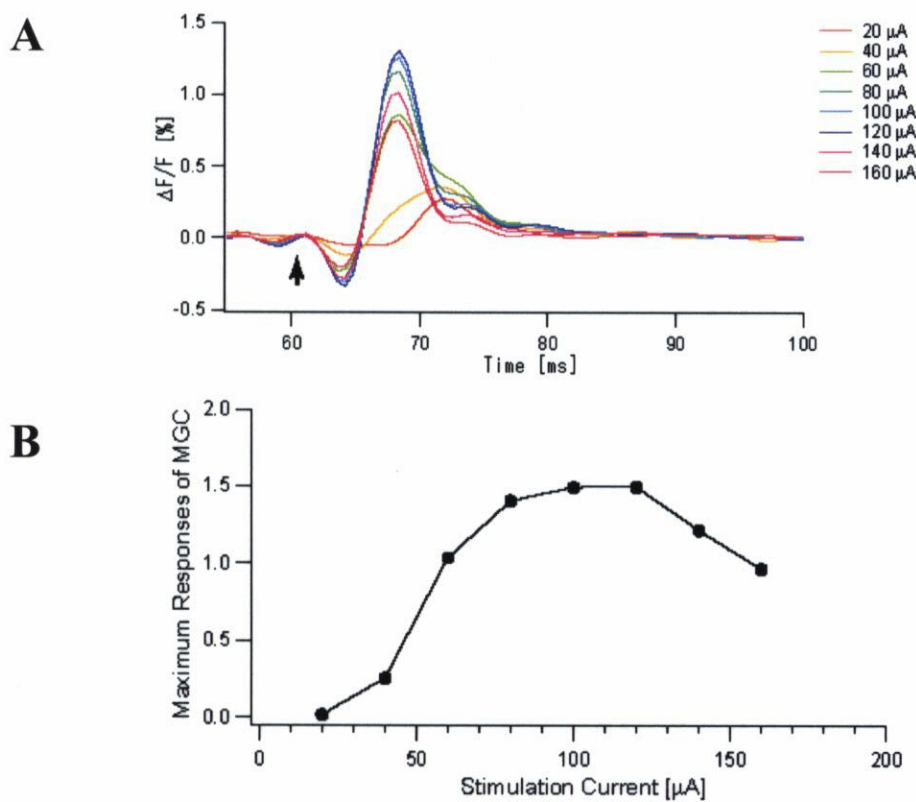 A
1.5
1.0
0.5
0.0
-0.5
ΔF/F [%]
60
70
80
90
100
Time [ms]
20 μA
40 μA
60 μA
80 μA
100 μA
120 μA
140 μA
160 μA
B
2.0
1.5
1.0
0.5
0.0
Maximum Responses of MGC
0
50
100
150
200
Stimulation Current [μA]